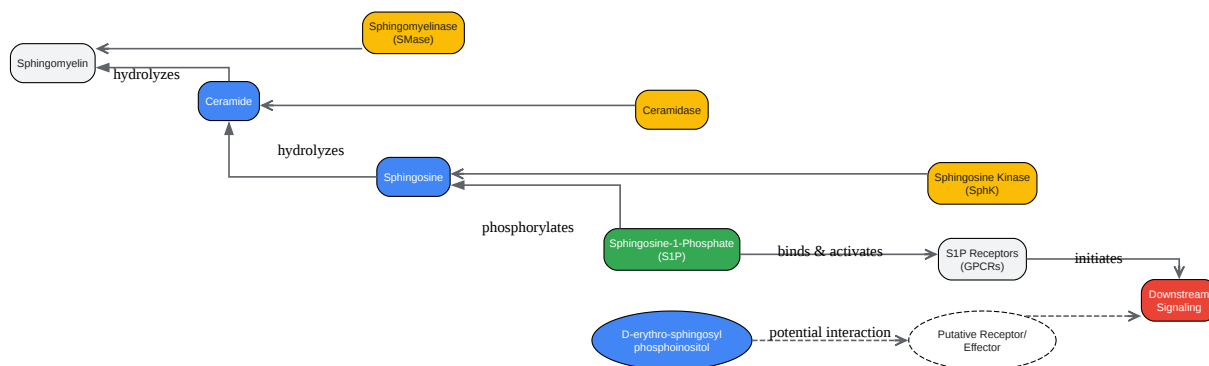 Sphingomyelinase
(SMase)
Sphingomyelin
hydrolyzes
Ceramide
Ceramidase
hydrolyzes
Sphingosine
Sphingosine Kinase
(SphK)
phosphorylates
Sphingosine-1-Phosphate
(S1P)
binds & activates
S1P Receptors
(GPCRs)
initiates
Downstream
Signaling
D-erythro-sphingosyl
phosphoinositol
potential interaction
Putative Receptor/
Effector